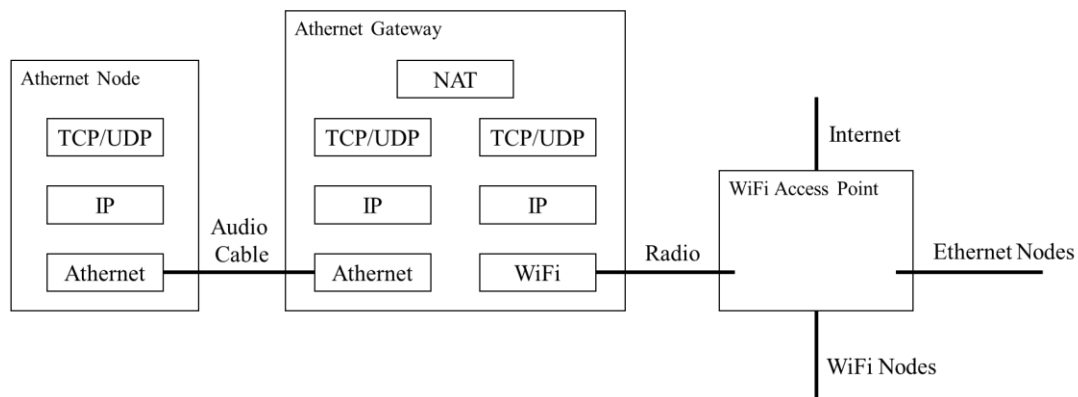 Athernet Gateway
Athernet Node
NAT
TCP/UDP
TCP/UDP
TCP/UDP
Internet
WiFi Access Point
IP
IP
IP
Audio
Cable
Radio
Ethernet Nodes
Athernet
Athernet
WiFi
WiFi Nodes